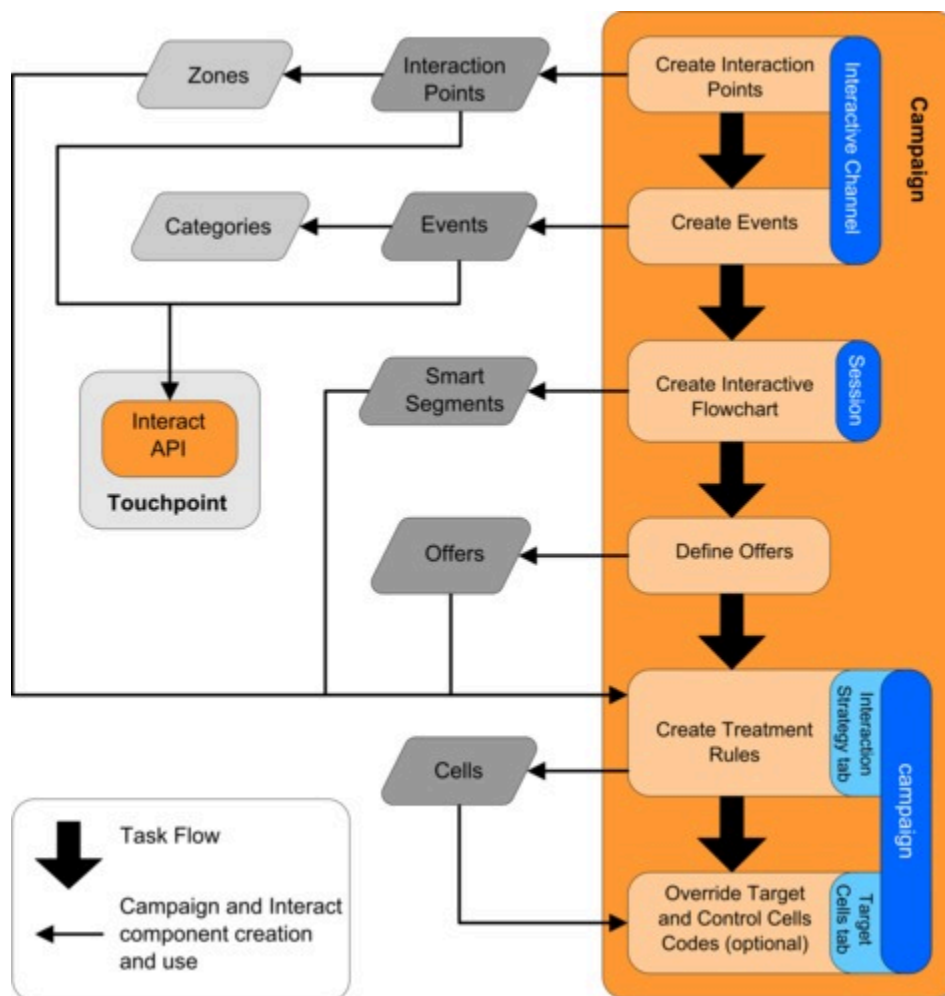 Zones
Interaction
Points
Create Interaction
Points
Interactive Channel
Campaign
Categories
Events
Create Events
Smart
Segments
Create Interactive
Flowchart
Session
Interact
API
Touchpoint
Offers
Define Offers
Create Treatment
Rules
Interaction
Strategy tab
campaign
Cells
Override Target
and Control Cells
Codes (optional)
Target
Cells tab
Task Flow
Campaign and Interact
component creation
and use